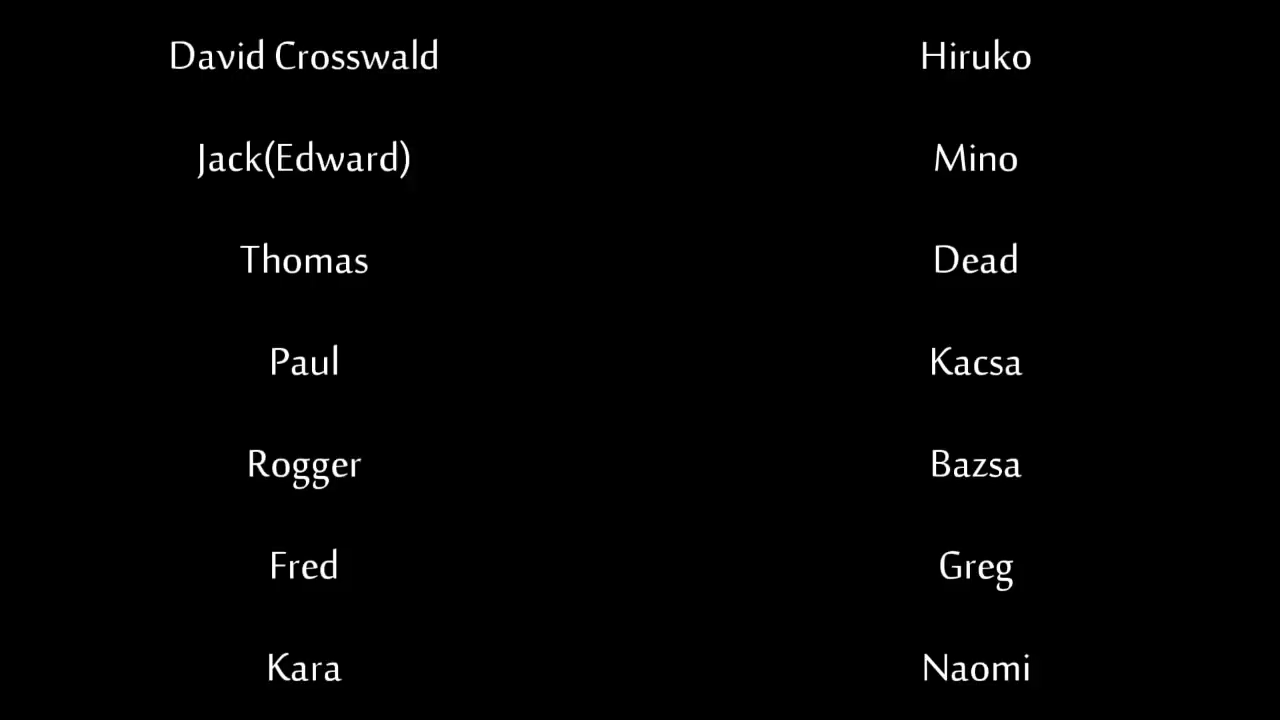 David Crosswald Hiruko
Jack(Edward) Mino
Thomas Dead
Paul Kacsa
Rogger Bazsa
Fred Greg
Kara Naomi